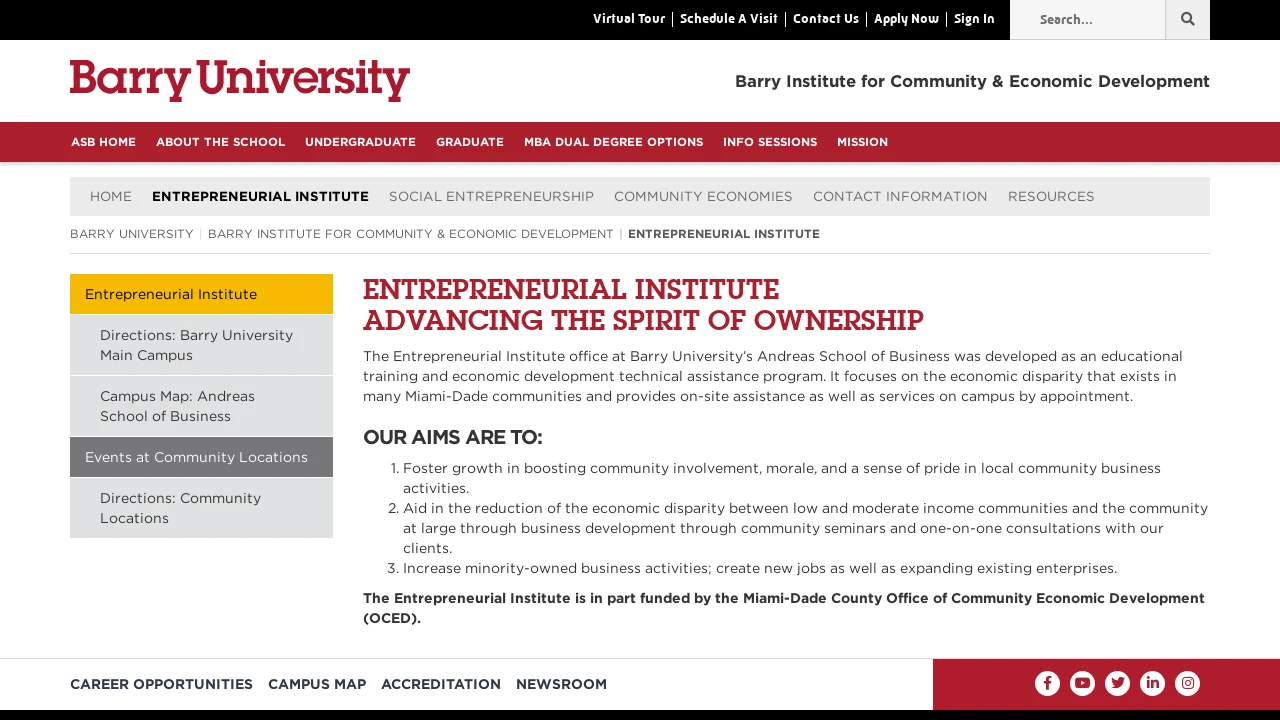 Virtual Tour
Schedule A Visit
Contact Us
Apply Now
Sign In
Search...
Barry University
Barry Institute for Community & Economic Development
ASB HOME
ABOUT THE SCHOOL
UNDERGRADUATE
GRADUATE
MBA DUAL DEGREE OPTIONS
INFO SESSIONS
MISSION
HOME
ENTREPRENEURIAL INSTITUTE
SOCIAL ENTREPRENEURSHIP
COMMUNITY ECONOMIES
CONTACT INFORMATION
RESOURCES
BARRY UNIVERSITY | BARRY INSTITUTE FOR COMMUNITY & ECONOMIC DEVELOPMENT | ENTREPRENEURIAL INSTITUTE
Entrepreneurial Institute
Directions: Barry University
Main Campus
Campus Map: Andreas
School of Business
Events at Community Locations
Directions: Community
Locations
ENTREPRENEURIAL INSTITUTE
ADVANCING THE SPIRIT OF OWNERSHIP
The Entrepreneurial Institute office at Barry University’s Andreas School of Business was developed as an educational
training and economic development technical assistance program. It focuses on the economic disparity that exists in
many Miami-Dade communities and provides on-site assistance as well as services on campus by appointment.
OUR AIMS ARE TO:
1. Foster growth in boosting community involvement, morale, and a sense of pride in local community business
activities.
2. Aid in the reduction of the economic disparity between low and moderate income communities and the community
at large through business development through community seminars and one-on-one consultations with our
clients.
3. Increase minority-owned business activities; create new jobs as well as expanding existing enterprises.
The Entrepreneurial Institute is in part funded by the Miami-Dade County Office of Community Economic Development
(OCED).
CAREER OPPORTUNITIES
CAMPUS MAP
ACCREDITATION
NEWSROOM